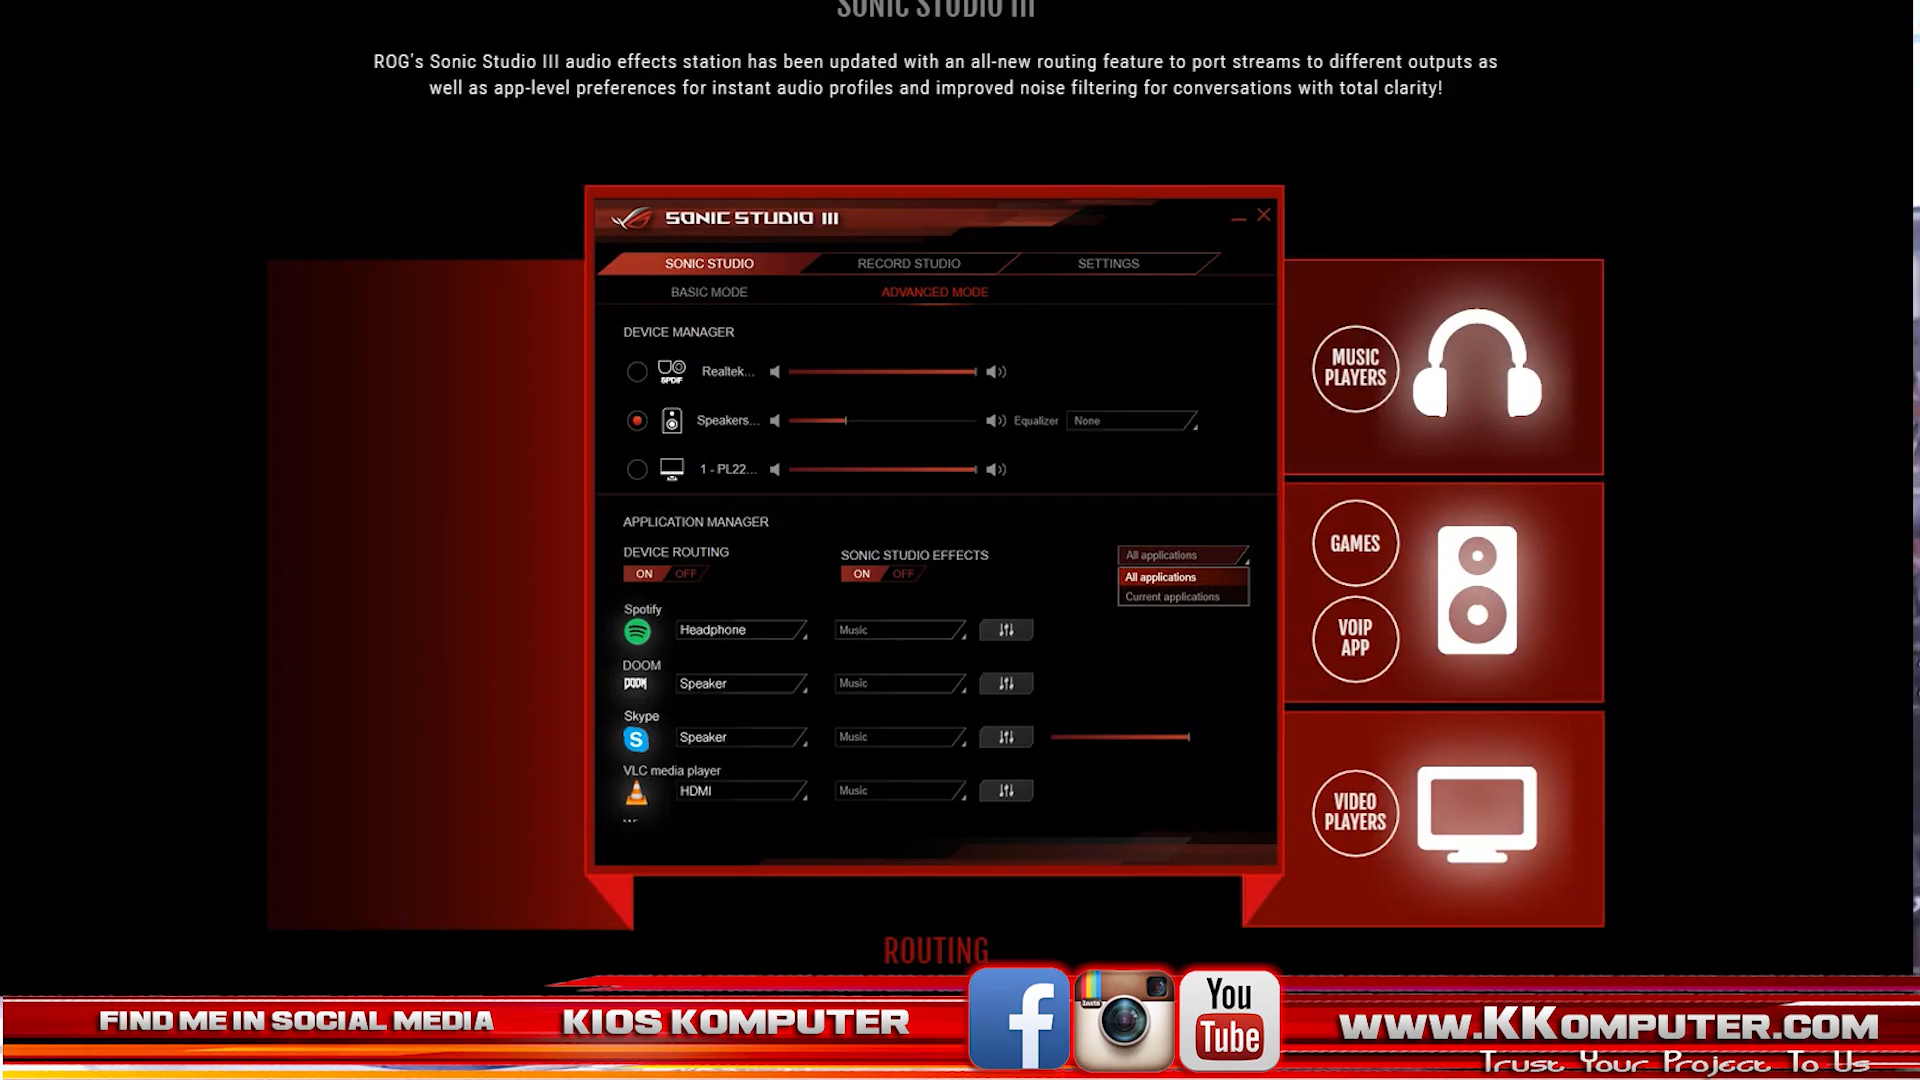 SONIC STUDIO III
ROG's Sonic Studio III audio effects station has been updated with an all-new routing feature to port streams to different outputs as
well as app-level preferences for instant audio profiles and improved noise filtering for conversations with total clarity!
SONIC STUDIO III
SONIC STUDIO RECORD STUDIO SETTINGS
BASIC MODE ADVANCED MODE
DEVICE MANAGER
SPDIF Realtek...
Speakers... Equalizer None
1 - PL22...
APPLICATION MANAGER
DEVICE ROUTING
ON OFF
SONIC STUDIO EFFECTS
ON OFF
All applications
All applications
Current applications
Spotify
Headphone Music
DOOM
DOOM Speaker Music
Skype
S Speaker Music
VLC media player
HDMI Music
MUSIC
PLAYERS
GAMES
VOIP
APP
VIDEO
PLAYERS
ROUTING
FIND ME IN SOCIAL MEDIA KIOS KOMPUTER f Insta You Tube www.KKomputer.com
Trust Your Project To Us